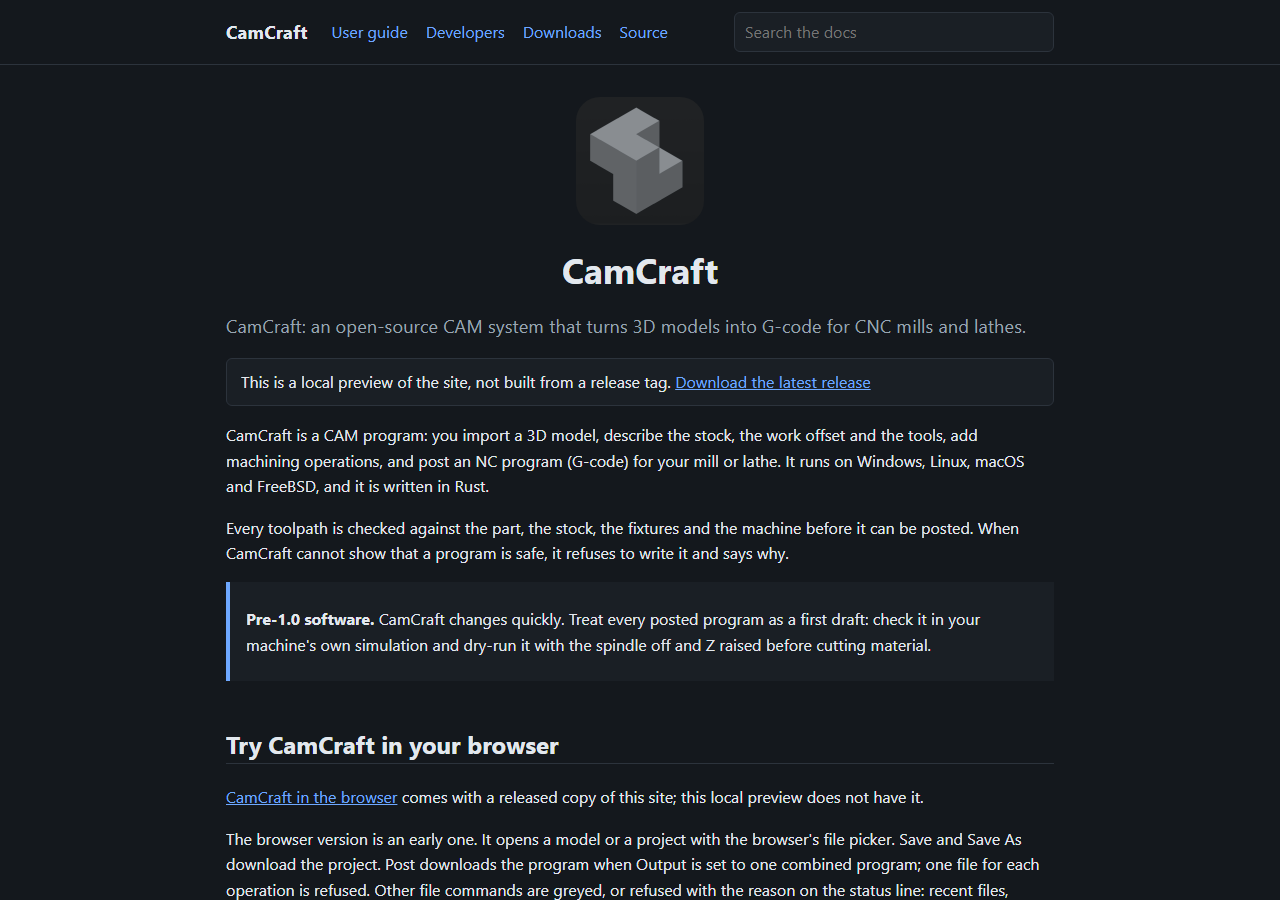 CamCraft User guide Developers Downloads Source Search the docs
CamCraft
CamCraft: an open-source CAM system that turns 3D models into G-code for CNC mills and lathes.
This is a local preview of the site, not built from a release tag. Download the latest release
CamCraft is a CAM program: you import a 3D model, describe the stock, the work offset and the tools, add
machining operations, and post an NC program (G-code) for your mill or lathe. It runs on Windows, Linux, macOS
and FreeBSD, and it is written in Rust.
Every toolpath is checked against the part, the stock, the fixtures and the machine before it can be posted. When
CamCraft cannot show that a program is safe, it refuses to write it and says why.
Pre-1.0 software. CamCraft changes quickly. Treat every posted program as a first draft: check it in your
machine's own simulation and dry-run it with the spindle off and Z raised before cutting material.
Try CamCraft in your browser
CamCraft in the browser comes with a released copy of this site; this local preview does not have it.
The browser version is an early one. It opens a model or a project with the browser's file picker. Save and Save As
download the project. Post downloads the program when Output is set to one combined program; one file for each
operation is refused. Other file commands are greyed, or refused with the reason on the status line: recent files,